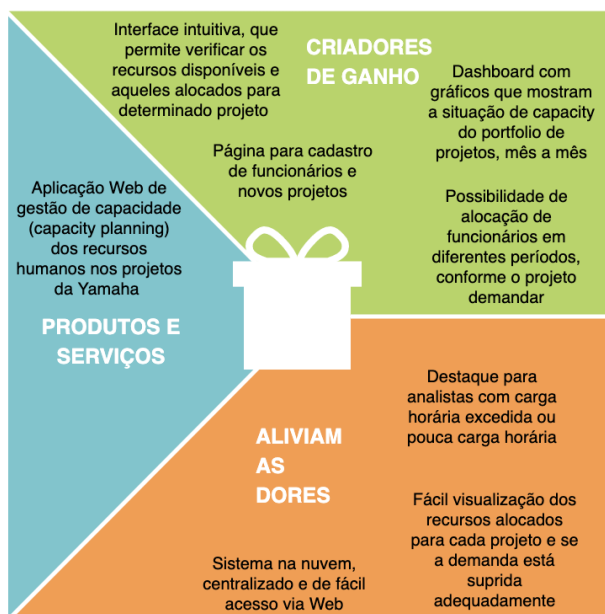 Interface intuitiva, que
permite verificar os
recursos disponíveis e
aqueles alocados para
determinado projeto
CRIADORES
DE GANHO
Dashboard com
gráficos que mostram
a situação de capacity
do portfolio de
projetos, mês a mês
Página para cadastro
de funcionários e
novos projetos
Possibilidade de
alocação de
funcionários em
diferentes períodos,
conforme o projeto
demandar
Aplicação Web de
gestão de capacidade
(capacity planning)
dos recursos
humanos nos projetos
da Yamaha
PRODUTOS E
SERVIÇOS
Destaque para
analistas com carga
horária excedida ou
pouca carga horária
ALIVIAM
AS
DORES
Fácil visualização dos
recursos alocados
para cada projeto e se
a demanda está
suprida
adequadamente
Sistema na nuvem,
centralizado e de fácil
acesso via Web